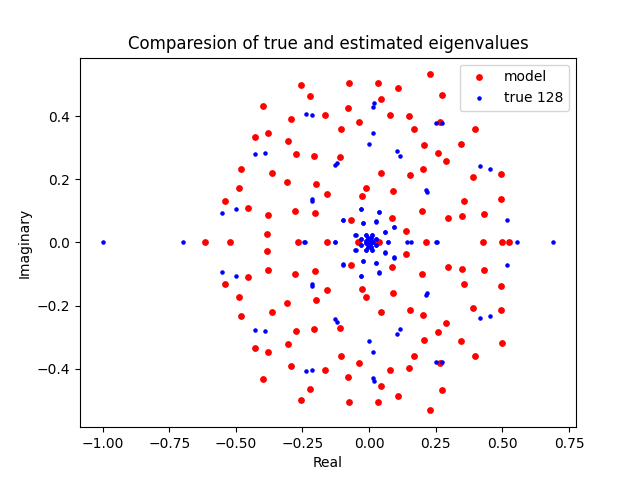 Comparesion of true and estimated eigenvalues
model
true 128
0.4
0.2
0.0
−0.2
−0.4
Imaginary
−1.00 −0.75 −0.50 −0.25 0.00 0.25 0.50 0.75
Real